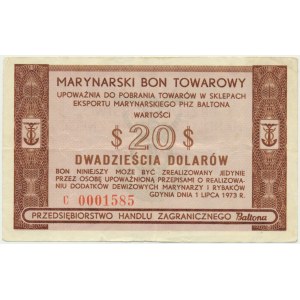 MARYNARSKI BON TOWAROWY
UPOWAŻNIA DO POBRANIA TOWARÓW W SKLEPACH
EKSPORTU MARYNARSKIEGO PHZ BALTONA
WARTOŚCI
$ 20 $
DWADZIEŚCIA DOLARÓW
BON NINIEJSZY MOŻE BYĆ ZREALIZOWANY JEDYNIE
PRZEZ OSOBĘ UPOWAŻNIONĄ PRZEPISAMI O REALIZOWA-
NIU DODATKÓW DEWIZOWYCH MARYNARZY I RYBAKÓW
C 0001585 GDYNIA DNIA 1 LIPCA 1973 R.
PRZEDSIĘBIORSTWO HANDLU ZAGRANICZNEGO Baltona